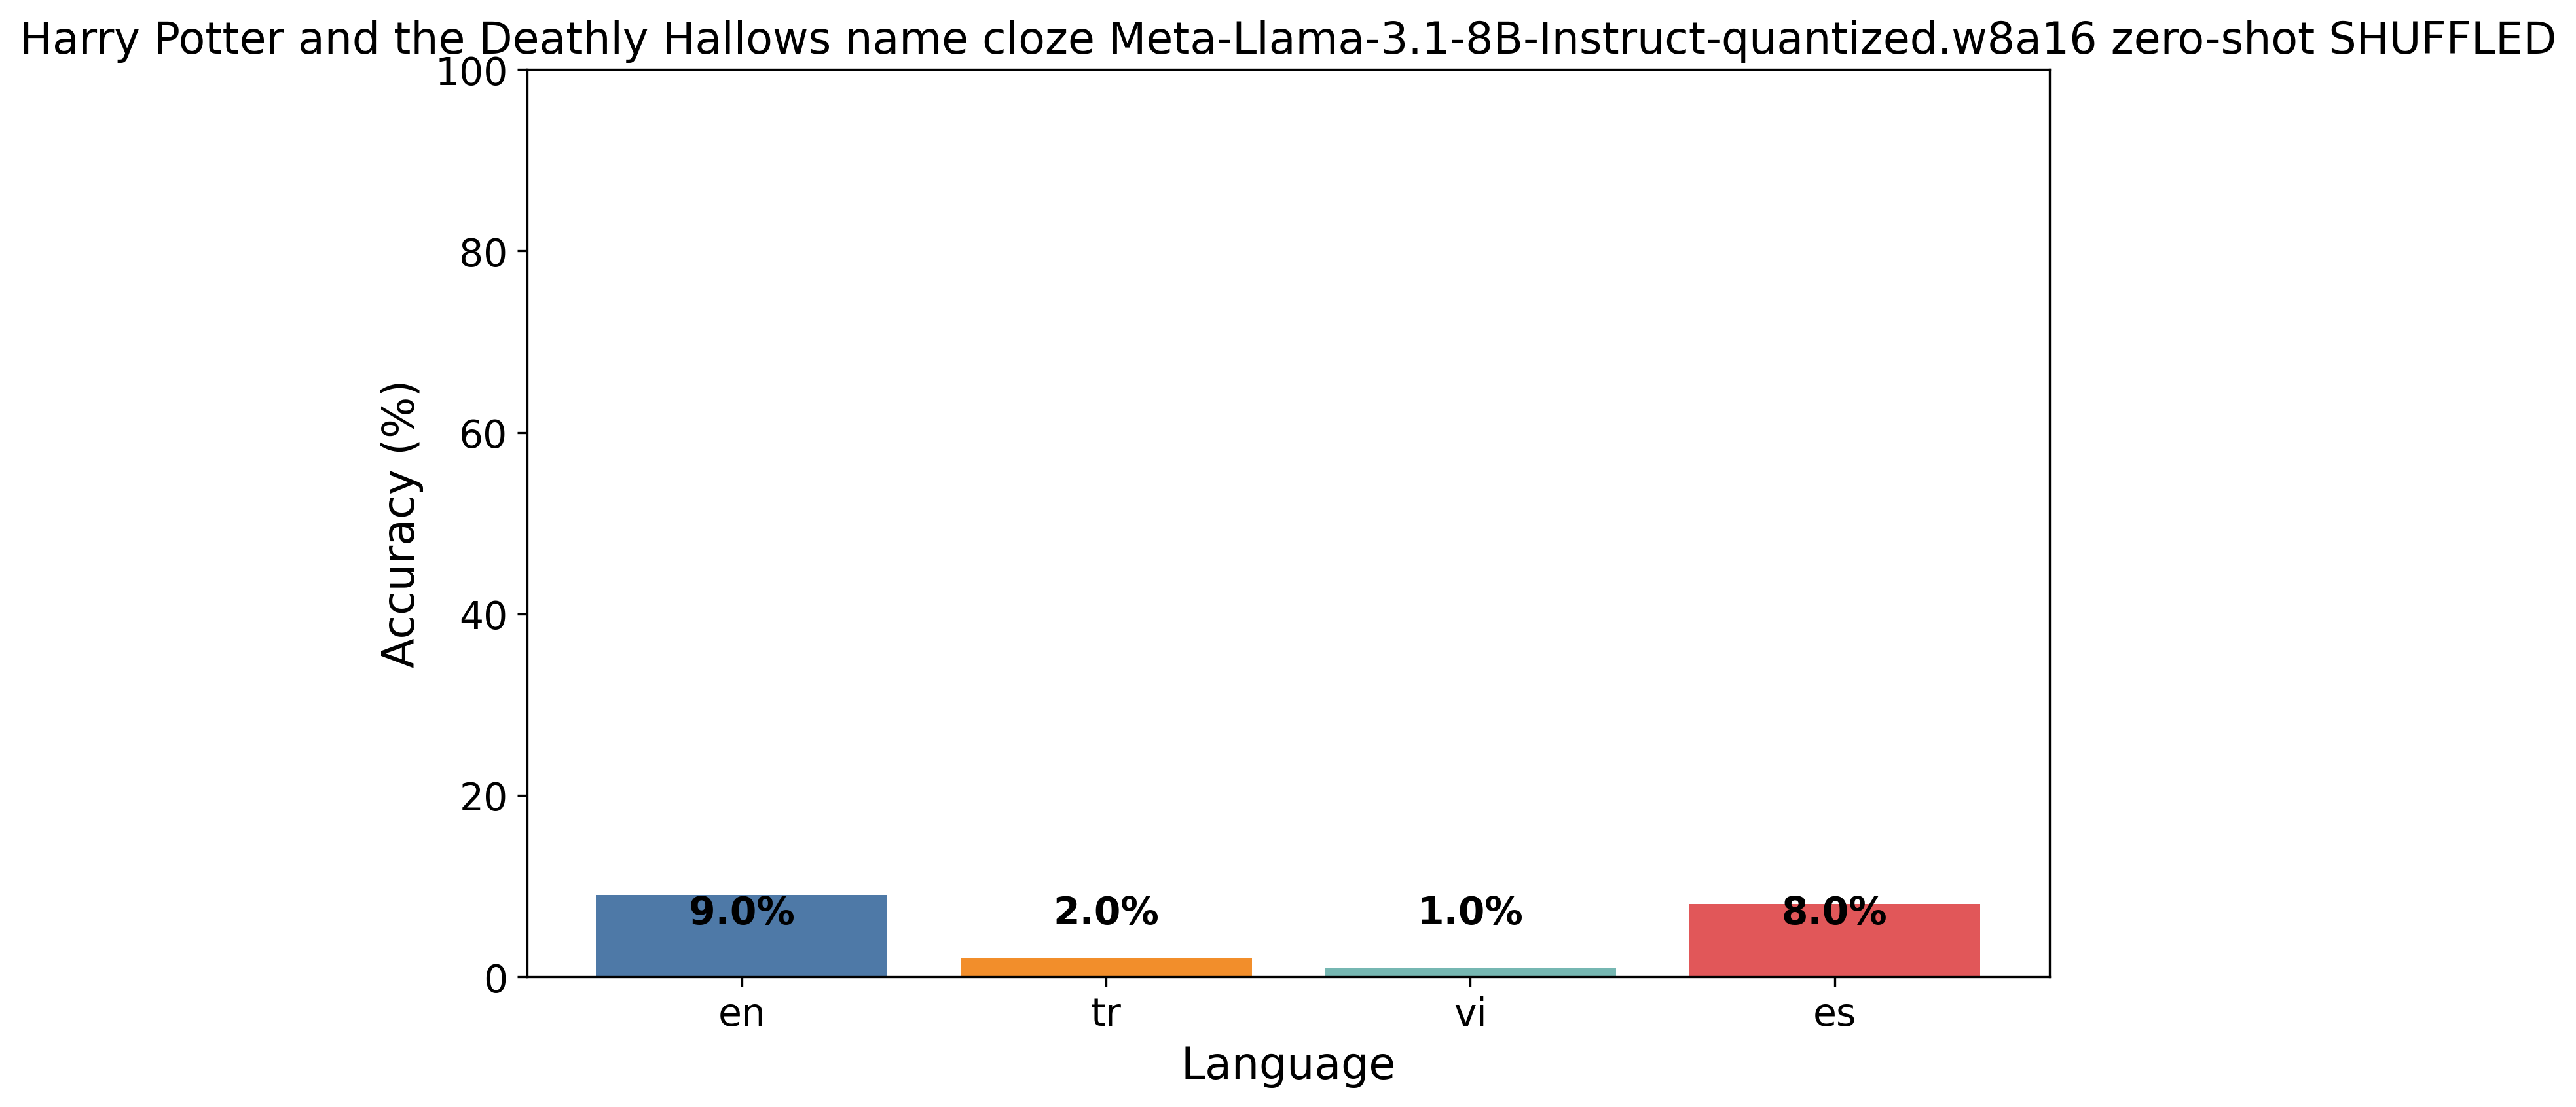 Harry Potter and the Deathly Hallows name cloze Meta-Llama-3.1-8B-Instruct-quantized.w8a16 zero-shot SHUFFLED
100
80
60
40
20
0
Accuracy (%)
9.0% 2.0% 1.0% 8.0%
en tr vi es
Language